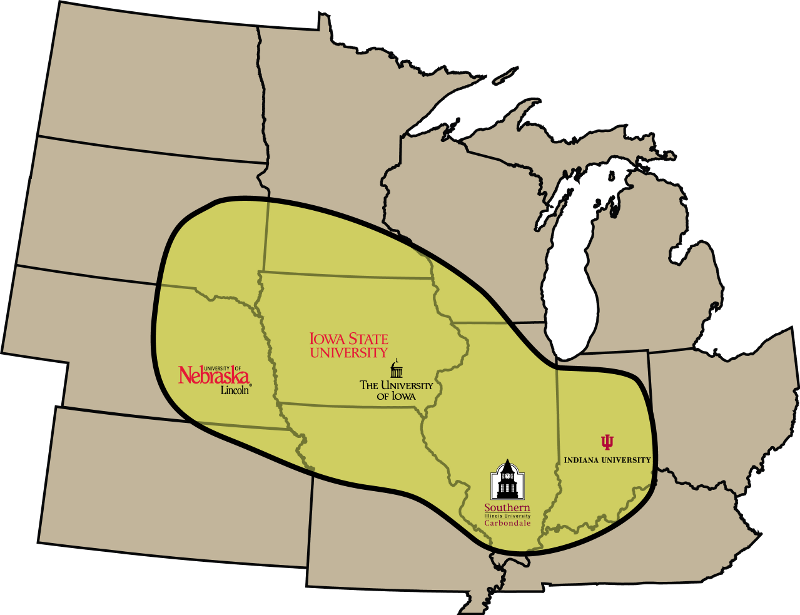 IOWA STATE
UNIVERSITY
UNIVERSITY OF
Nebraska
Lincoln
THE UNIVERSITY
OF IOWA
INDIANA UNIVERSITY
Southern
Illinois University
Carbondale